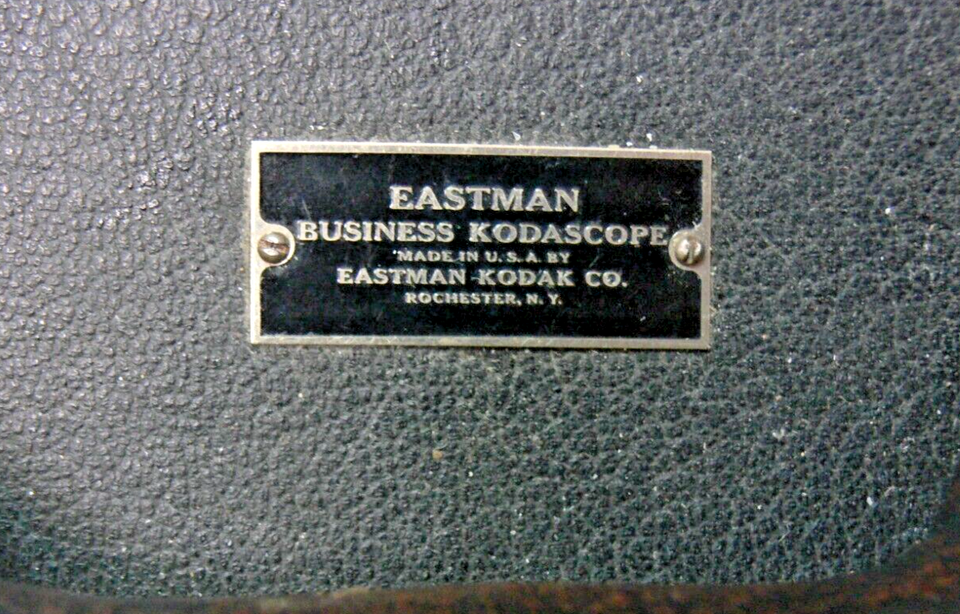 EASTMAN
BUSINESS KODASCOPE
MADE IN U. S. A. BY
EASTMAN KODAK CO.
ROCHESTER, N. Y.